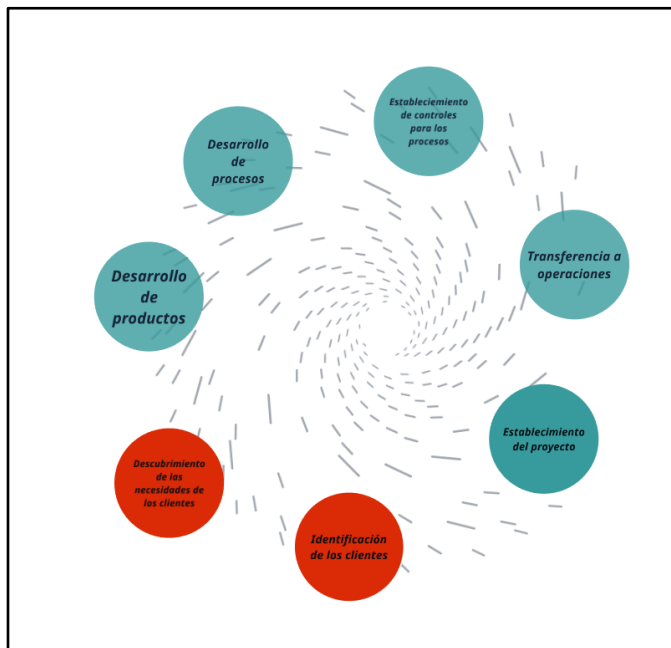 Estableciemiento
de controles
para los
procesos
Desarrollo
de
procesos
Transferencia a
operaciones
Desarrollo
de
productos
Establecimiento
del proyecto
Descubrimiento
de las
necesidades de
los clientes
Identificación
de los clientes